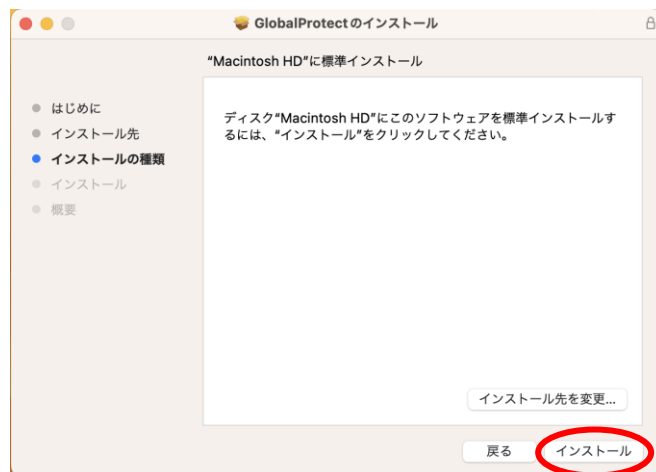 GlobalProtectのインストール
"Macintosh HD"に標準インストール
はじめに
インストール先
インストールの種類
インストール
概要
ディスク"Macintosh HD"にこのソフトウェアを標準インストールす
るには、"インストール"をクリックしてください。
インストール先を変更...
戻る
インストール